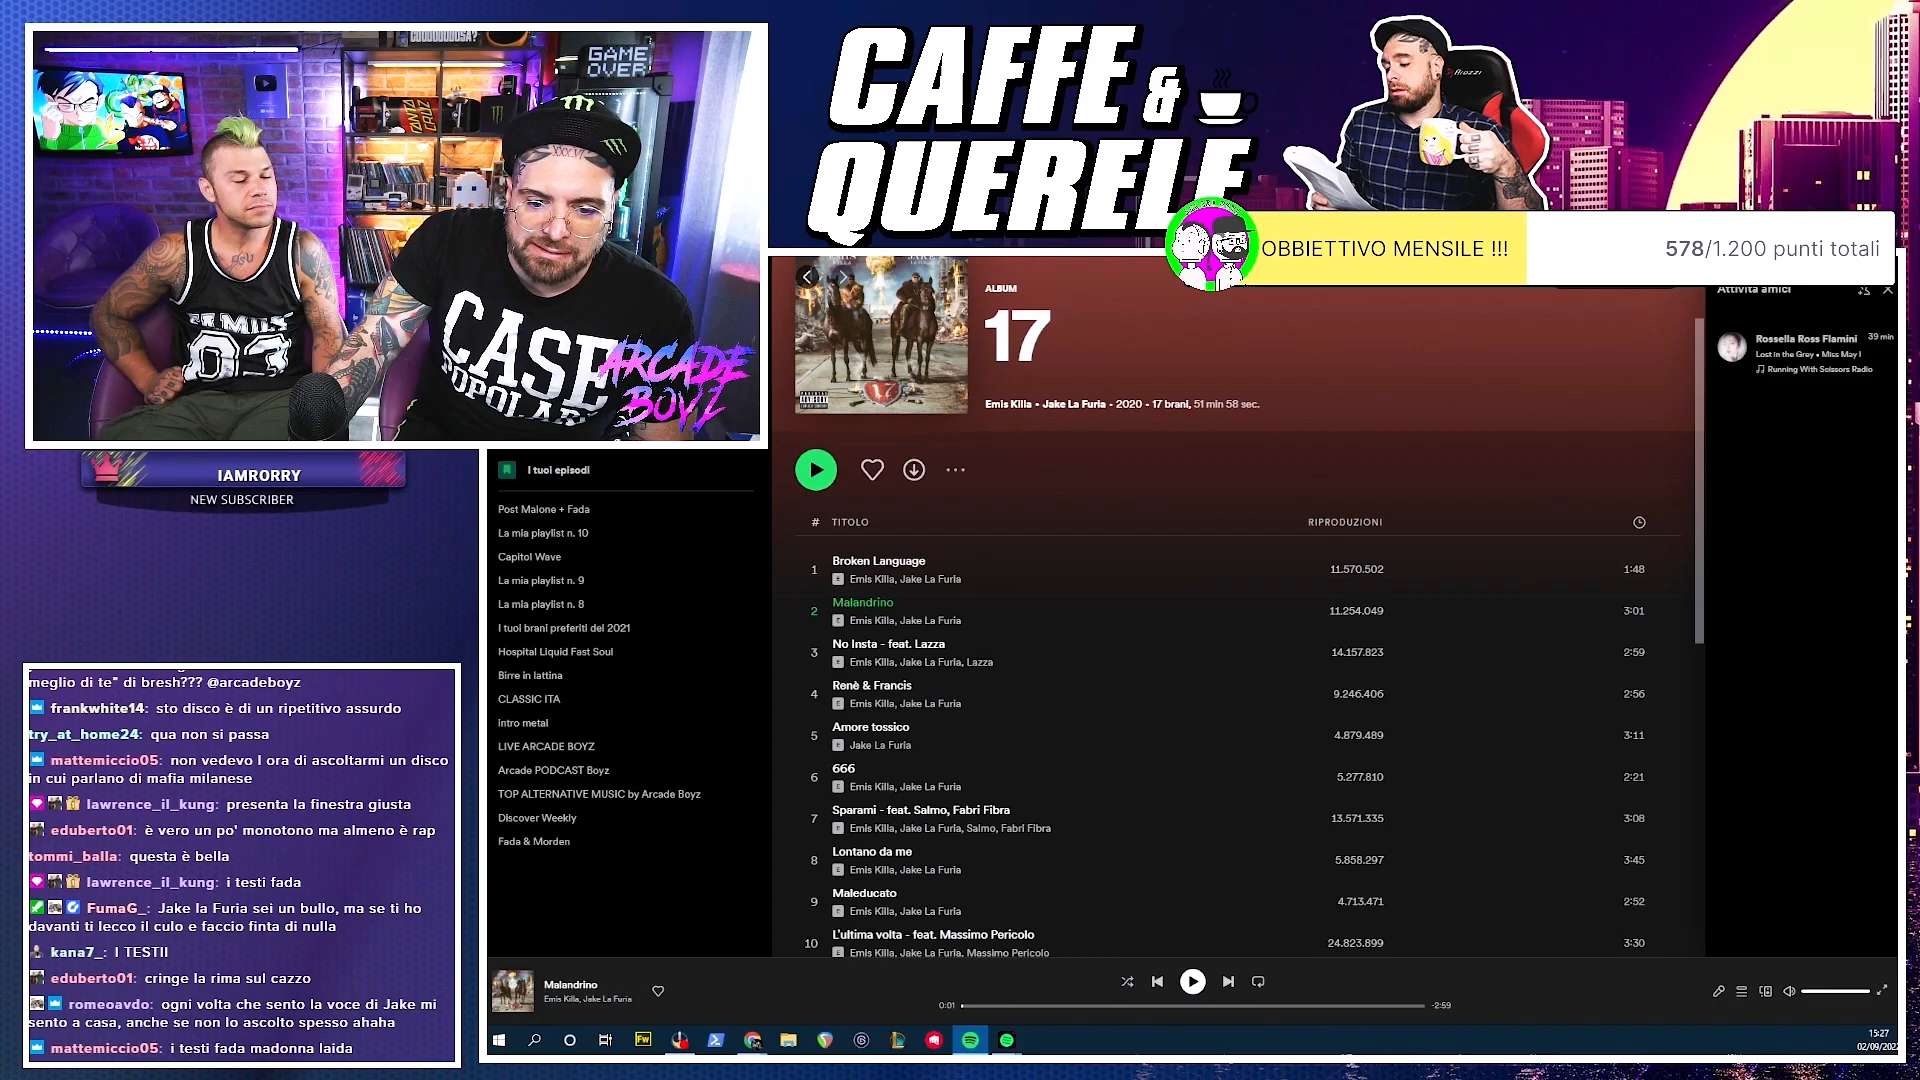 COOOOOOOSA?
GAME
OVER
FAMILY
03
CASE
POPOLARI
ARCADE
BOYZ
CAFFE &
QUERELE
Arozzi
OBBIETTIVO MENSILE !!!
578/1.200 punti totali
IAMRORRY
NEW SUBSCRIBER
meglio di te" di bresh??? @arcadeboyz
frankwhite14: sto disco è di un ripetitivo assurdo
try_at_home24: qua non si passa
mattemiccio05: non vedevo l ora di ascoltarmi un disco
in cui parlano di mafia milanese
lawrence_il_kung: presenta la finestra giusta
eduberto01: è vero un po' monotono ma almeno è rap
tommi_balla: questa è bella
lawrence_il_kung: i testi fada
FumaG_: Jake la Furia sei un bullo, ma se ti ho
davanti ti lecco il culo e faccio finta di nulla
kana7_: I TESTII
eduberto01: cringe la rima sul cazzo
romeoavdo: ogni volta che sento la voce di Jake mi
sento a casa, anche se non lo ascolto spesso ahaha
mattemiccio05: i testi fada madonna laida
I tuoi episodi
Post Malone + Fada
La mia playlist n. 10
Capitol Wave
La mia playlist n. 9
La mia playlist n. 8
I tuoi brani preferiti del 2021
Hospital Liquid Fast Soul
Birre in lattina
CLASSIC ITA
intro metal
LIVE ARCADE BOYZ
Arcade PODCAST Boyz
TOP ALTERNATIVE MUSIC by Arcade Boyz
Discover Weekly
Fada & Morden
17
ALBUM
17
Emis Killa • Jake La Furia • 2020 • 17 brani, 51 min 58 sec.
# TITOLO RIPRODUZIONI
1 Broken Language 11.570.502 1:48
E Emis Killa, Jake La Furia
2 Malandrino 11.254.049 3:01
E Emis Killa, Jake La Furia
3 No Insta - feat. Lazza 14.157.823 2:59
E Emis Killa, Jake La Furia, Lazza
4 Renè & Francis 9.246.406 2:56
E Emis Killa, Jake La Furia
5 Amore tossico 4.879.489 3:11
E Jake La Furia
6 666 5.277.810 2:21
E Emis Killa, Jake La Furia
7 Sparami - feat. Salmo, Fabri Fibra 13.571.335 3:08
E Emis Killa, Jake La Furia, Salmo, Fabri Fibra
8 Lontano da me 5.858.297 3:45
E Emis Killa, Jake La Furia
9 Maleducato 4.713.471 2:52
E Emis Killa, Jake La Furia
10 L'ultima volta - feat. Massimo Pericolo 24.823.899 3:30
E Emis Killa, Jake La Furia, Massimo Pericolo
Attività amici
Rossella Ross Flamini 39 min
Lost in the Grey • Miss May I
Running With Scissors Radio
Malandrino
Emis Killa, Jake La Furia
0:01 -2:59
Fw
15:27